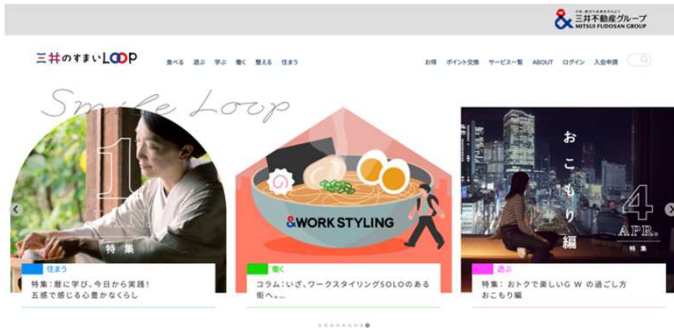 三井不動産グループ
MITSUI FUDOSAN GROUP
三井のすまいLOOP
食べる 遊ぶ 学ぶ 働く 整える 住まう
お得 ポイント交換 サービス一覧 ABOUT ログイン 入会申請
Smile Loop
1
JAN.
特集
&WORK STYLING
おこもり編
4
APR.
特集
住まう
特集：暦に学び、今日から実践！
五感で感じる心豊かなくらし
働く
コラム：いざ、ワークスタイリングSOLOのある
街へ。...
遊ぶ
特集： おトクで楽しいＧ Ｗ の過ごし方
おこもり編